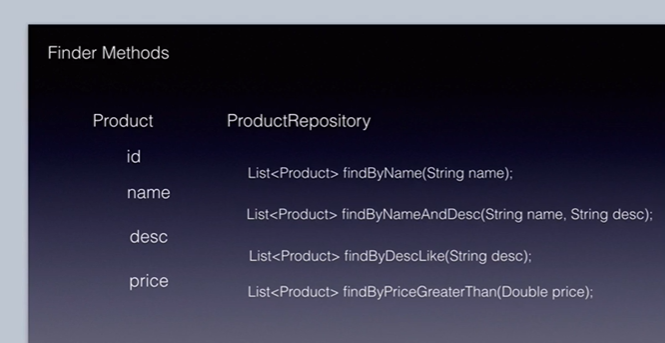 Finder Methods
Product
ProductRepository
id
List<Product> findByName(String name);
name
List<Product> findByNameAndDesc(String name, String desc);
desc
List<Product> findByDescLike(String desc);
price
List<Product> findByPriceGreaterThan(Double price);